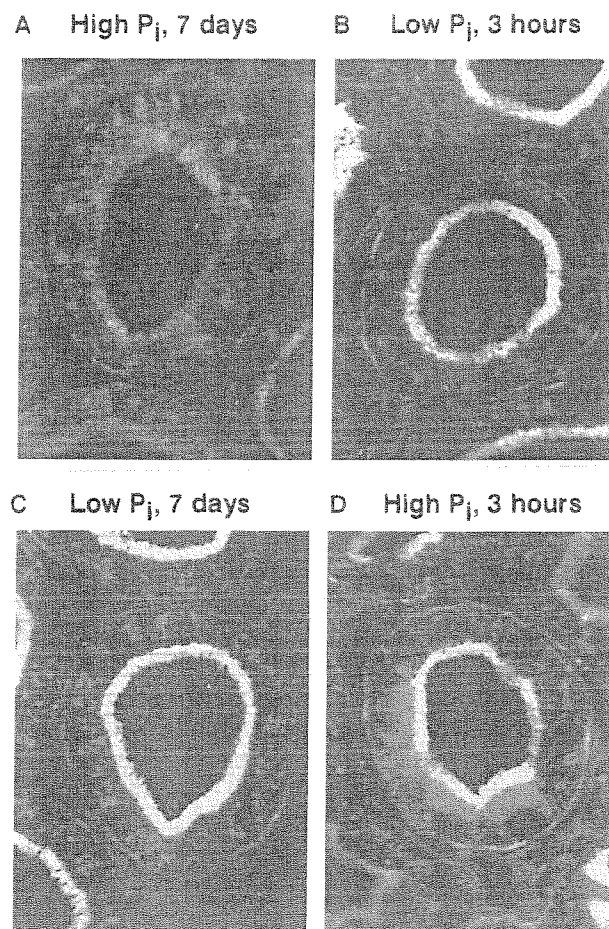 A High Pi, 7 days
B Low Pi, 3 hours
C Low Pi, 7 days
D High Pi, 3 hours